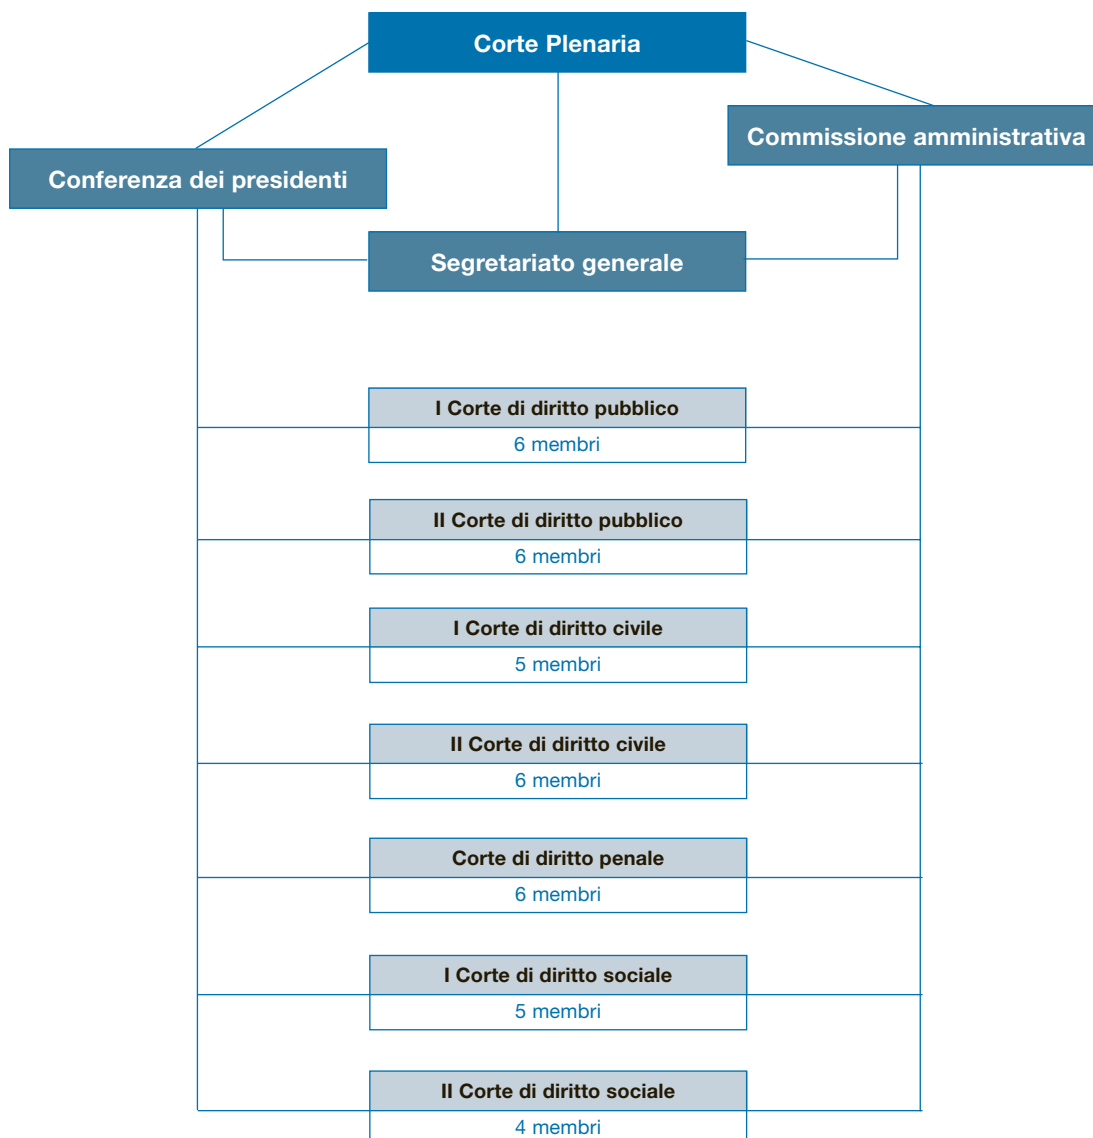 Corte Plenaria
Commissione amministrativa
Conferenza dei presidenti
Segretariato generale
I Corte di diritto pubblico
6 membri
II Corte di diritto pubblico
6 membri
I Corte di diritto civile
5 membri
II Corte di diritto civile
6 membri
Corte di diritto penale
6 membri
I Corte di diritto sociale
5 membri
II Corte di diritto sociale
4 membri